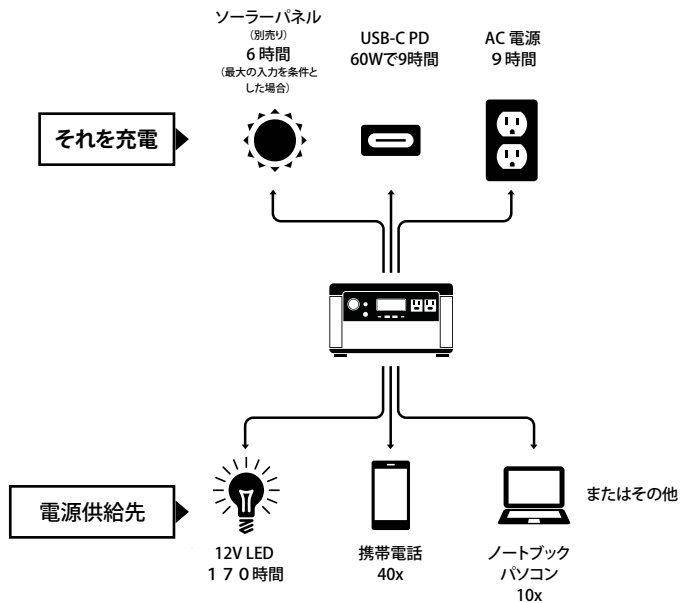 ソーラーパネル
(別売り)
6 時間
(最大の入力を条件と
した場合)
USB-C PD
60Wで9時間
AC 電源
9 時間
それを充電
電源供給先
12V LED
1 7 0 時間
携帯電話
40x
ノートブック
パソコン
10x
またはその他